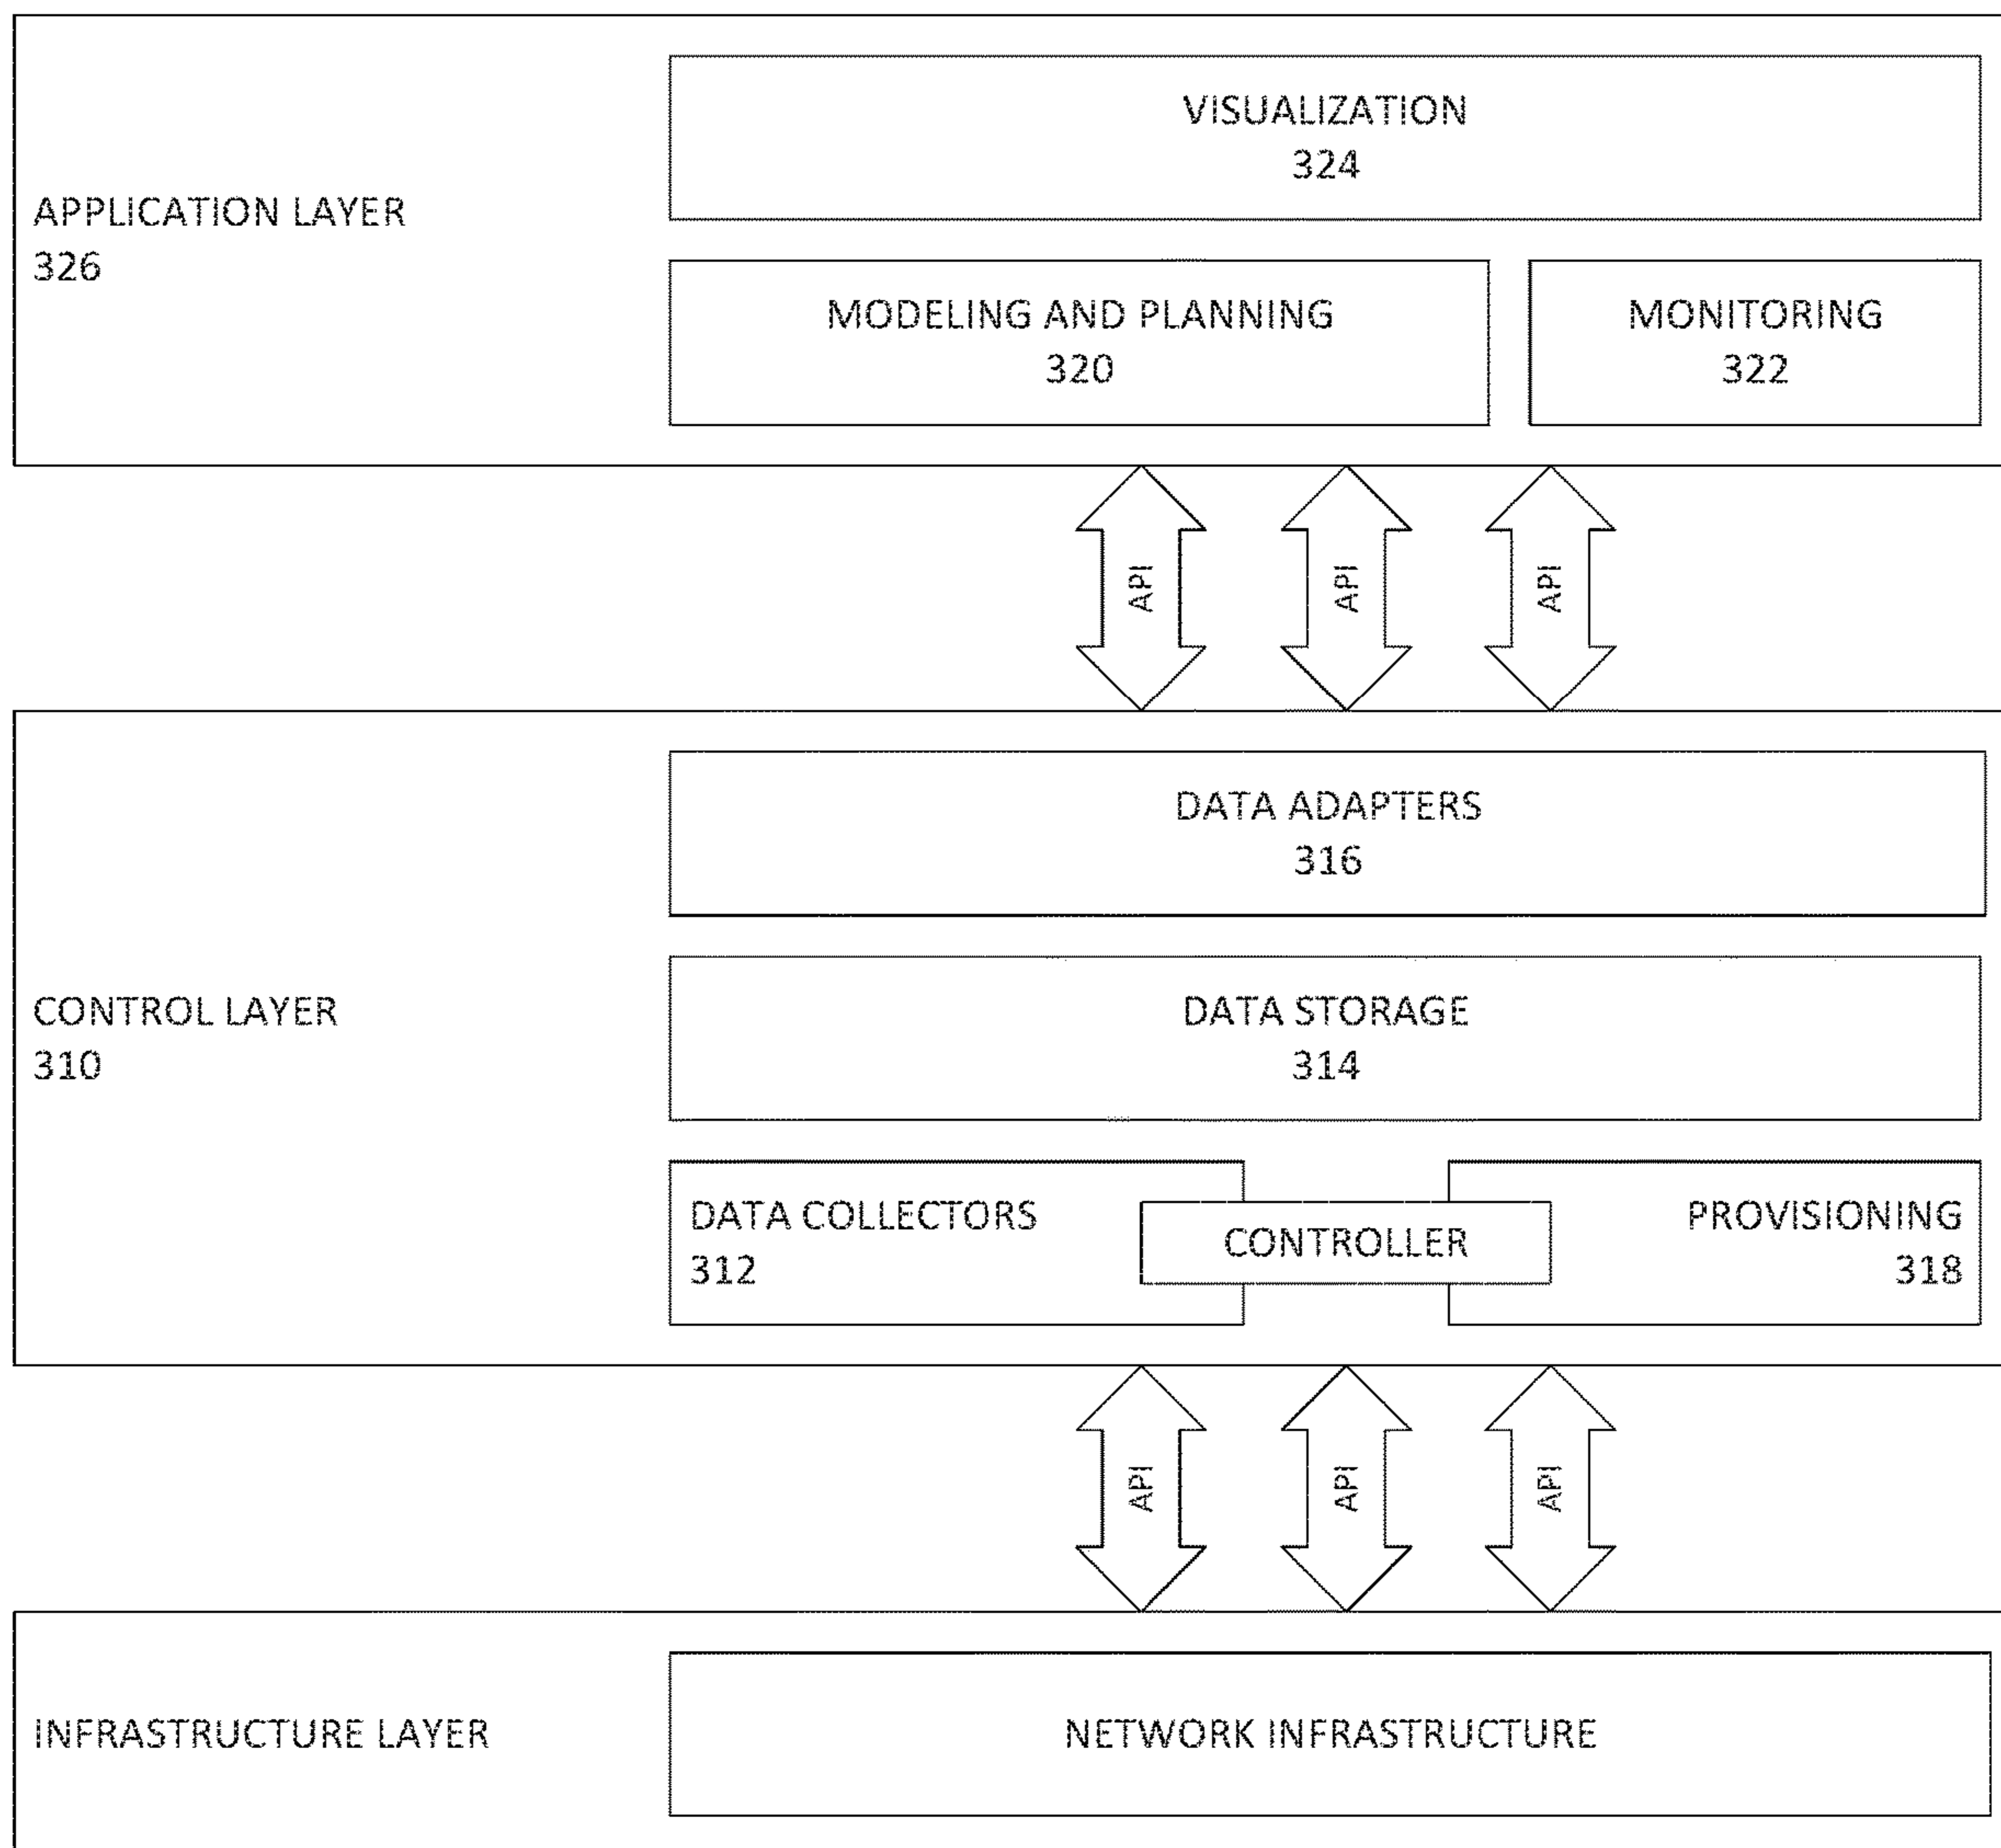 VISUALIZATION
324
APPLICATION LAYER
326
MODELING AND PLANNING
320
MONITORING
322
API
API
API
DATA ADAPTERS
316
CONTROL LAYER
310
DATA STORAGE
314
DATA COLLECTORS
312
CONTROLLER
PROVISIONING
318
API
API
API
INFRASTRUCTURE LAYER
NETWORK INFRASTRUCTURE